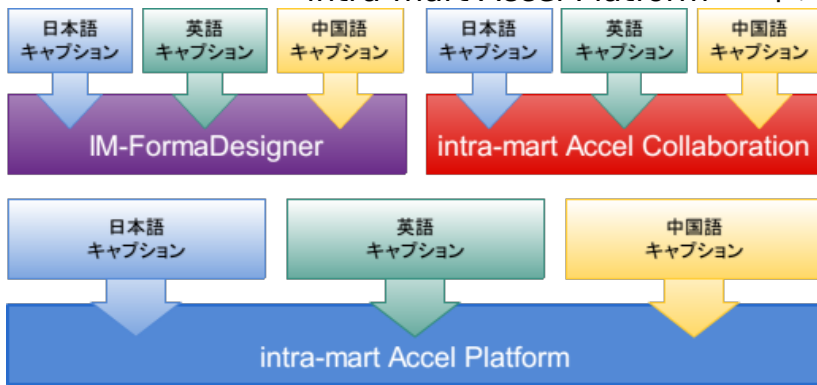 intra-mart Accel Platform
日本語
キャプション
英語
キャプション
中国語
キャプション
日本語
キャプション
英語
キャプション
中国語
キャプション
IM-FormaDesigner
intra-mart Accel Collaboration
日本語
キャプション
英語
キャプション
中国語
キャプション
intra-mart Accel Platform